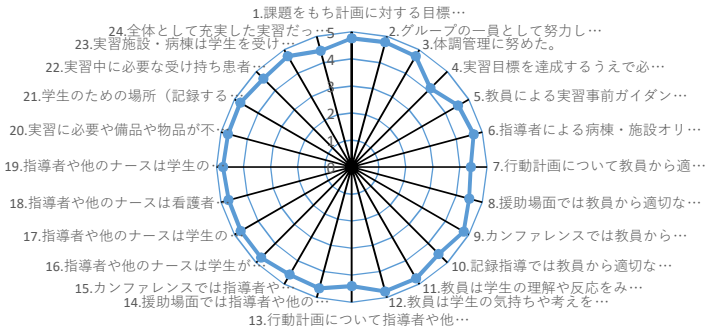 1.課題をもち計画に対する目標…
2.グループの一員として努力し…
3.体調管理に努めた。
4.実習目標を達成するうえで必…
5.教員による実習事前ガイダン…
6.指導者による病棟・施設オリ…
7.行動計画について教員から適…
8.援助場面では教員から適切な…
9.カンファレンスでは教員から…
10.記録指導では教員から適切な…
11.教員は学生の理解や反応をみ…
12.教員は学生の気持ちや考えを…
13.行動計画について指導者や他…
14.援助場面では指導者や他の…
15.カンファレンスでは指導者や…
16.指導者や他のナースは学生が…
17.指導者や他のナースは学生の…
18.指導者や他のナースは看護者…
19.指導者や他のナースは学生の…
20.実習に必要や備品や物品が不…
21.学生のための場所（記録する…
22.実習中に必要な受け持ち患者…
23.実習施設・病棟は学生を受け…
24.全体として充実した実習だっ…
5
4
3
2
1
0